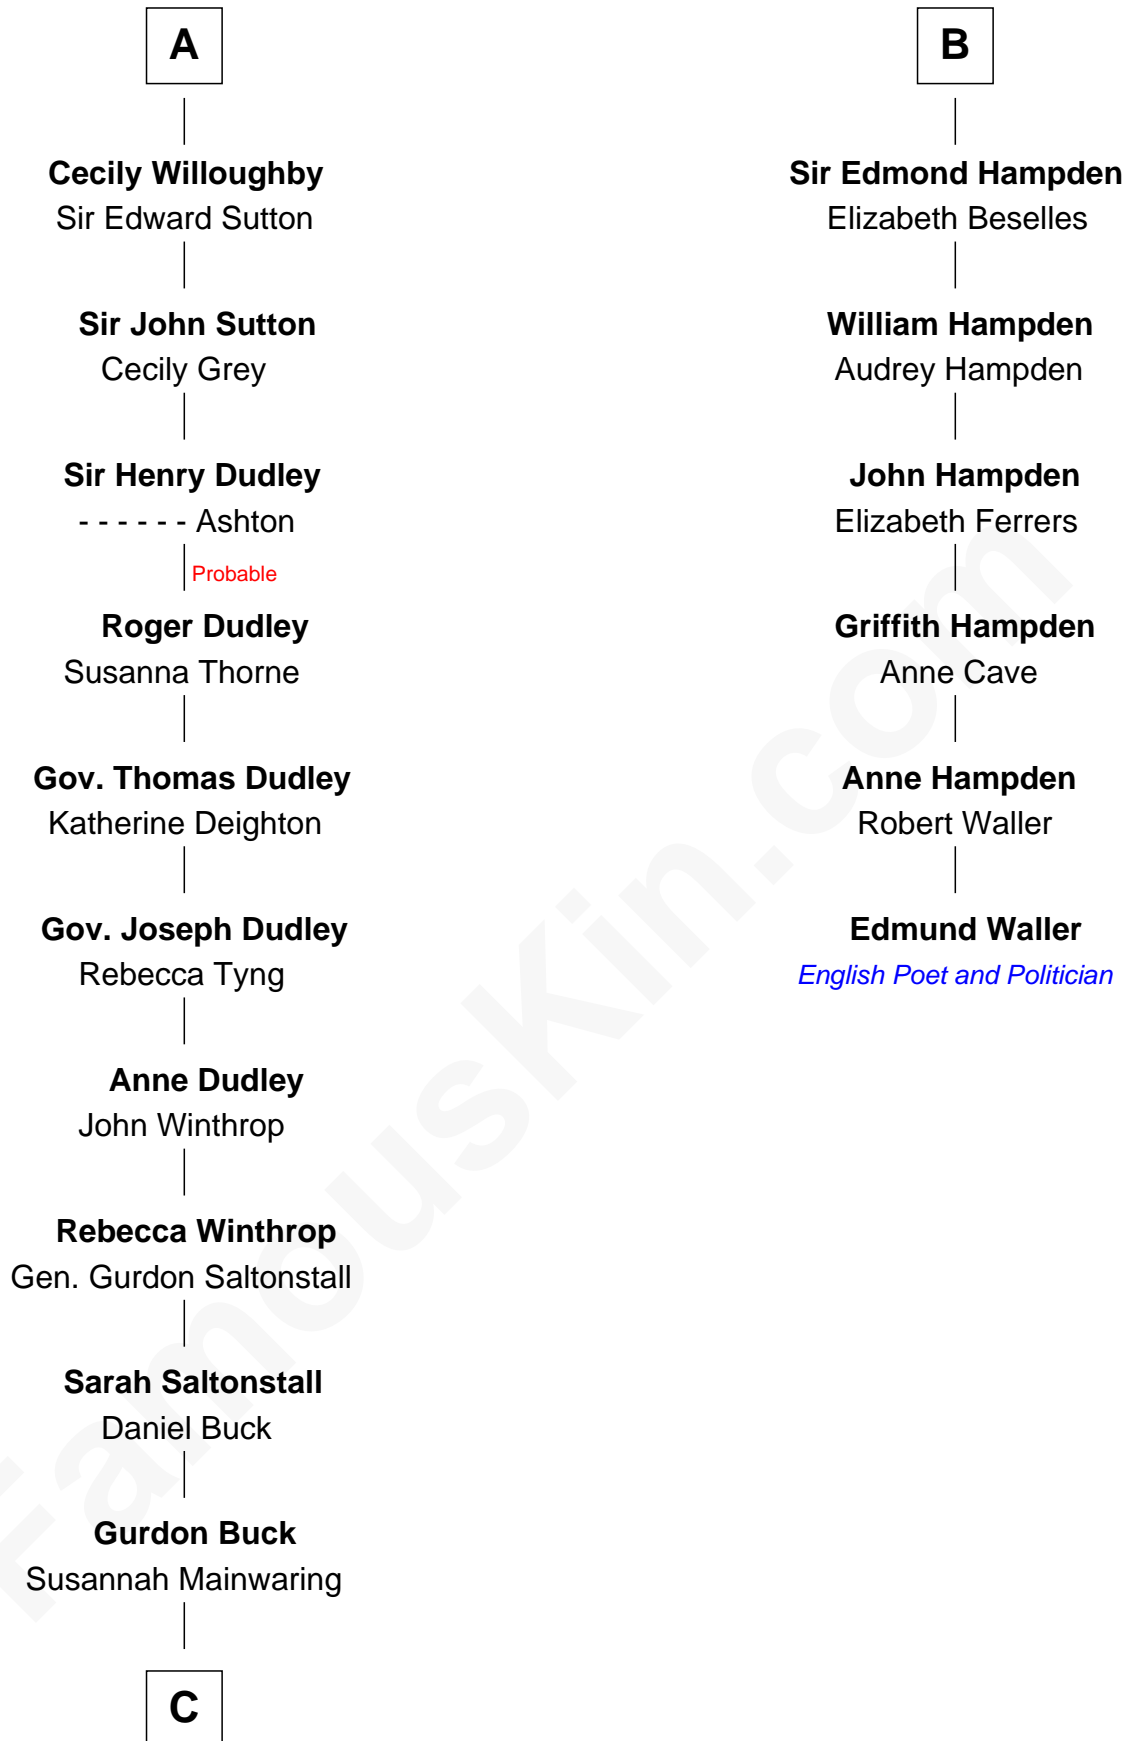 A
Cecily Willoughby
Sir Edward Sutton
Sir John Sutton
Cecily Grey
Sir Henry Dudley
- - - - - - Ashton
Probable
Roger Dudley
Susanna Thorne
Gov. Thomas Dudley
Katherine Deighton
Gov. Joseph Dudley
Rebecca Tyng
Anne Dudley
John Winthrop
Rebecca Winthrop
Gen. Gurdon Saltonstall
Sarah Saltonstall
Daniel Buck
Gurdon Buck
Susannah Mainwaring
C
B
Sir Edmond Hampden
Elizabeth Beselles
William Hampden
Audrey Hampden
John Hampden
Elizabeth Ferrers
Griffith Hampden
Anne Cave
Anne Hampden
Robert Waller
Edmund Waller
English Poet and Politician
FamousKin.com